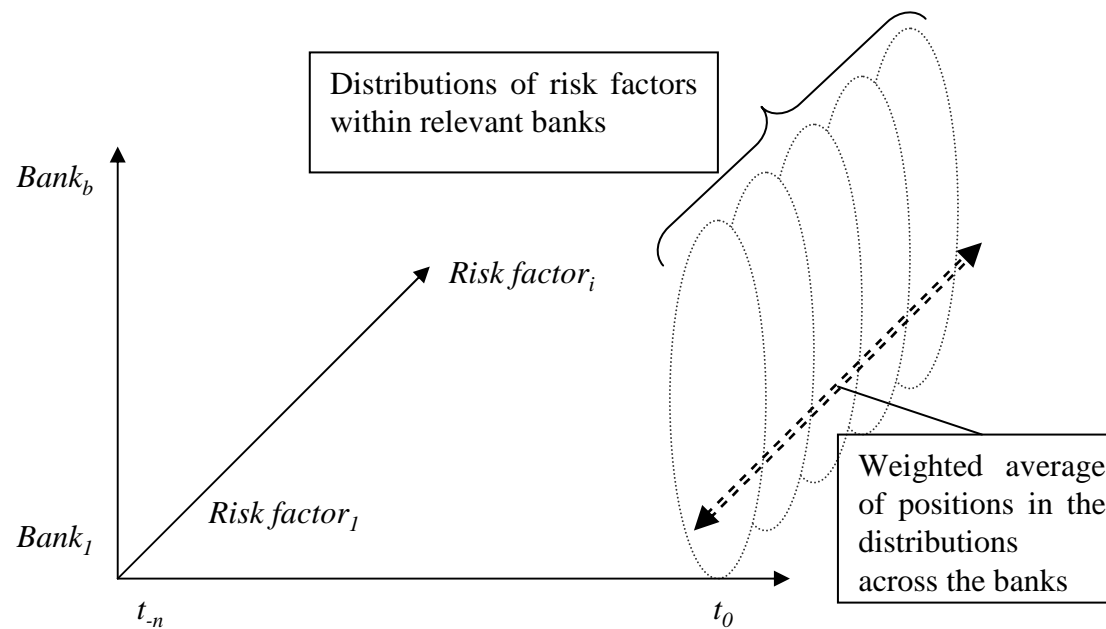 Distributions of risk factors
within relevant banks
Bank_b
Risk factor_i
Weighted average
of positions in the
distributions
across the banks
Risk factor_1
Bank_1
t_-n
t_0